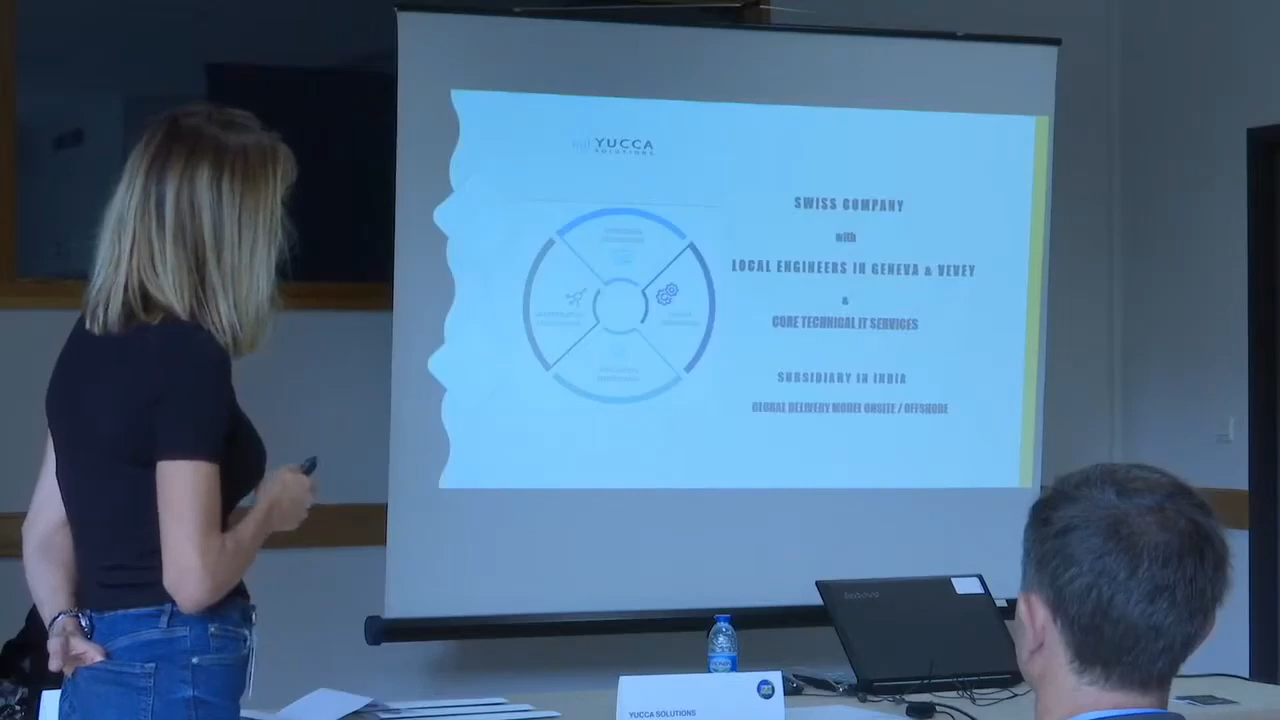 YUCCA
SOLUTIONS
SWISS COMPANY
with
LOCAL ENGINEERS IN GENEVA & VEVEY
&
CORE TECHNICAL IT SERVICES
SUBSIDIARY IN INDIA
GLOBAL DELIVERY MODEL ONSITE / OFFSHORE
lenovo
YUCCA SOLUTIONS